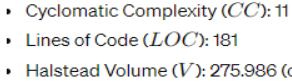 • Cyclomatic Complexity (CC): 11
• Lines of Code (LOC): 181
• Halstead Volume (V): 275.986 (